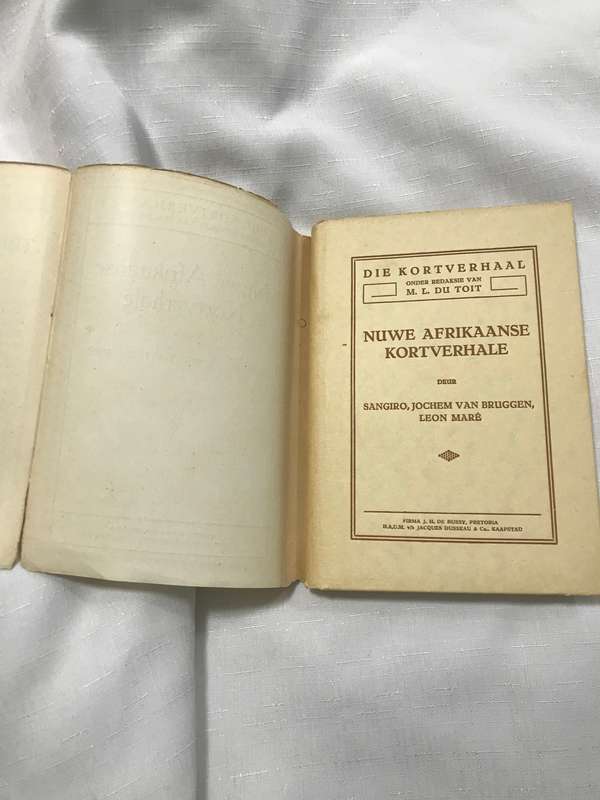 DIE KORTVERHAAL
ONDER REDAKSIE VAN
M. L. DU TOIT
NUWE AFRIKAANSE
KORTVERHALE
DEUR
SANGIRO, JOCHEM VAN BRUGGEN,
LEON MARÉ
FIRMA J. H. DE BUSSY, PRETORIA
H.A.U.M. v/h JACQUES DUSSEAU & Co., KAAPSTAD